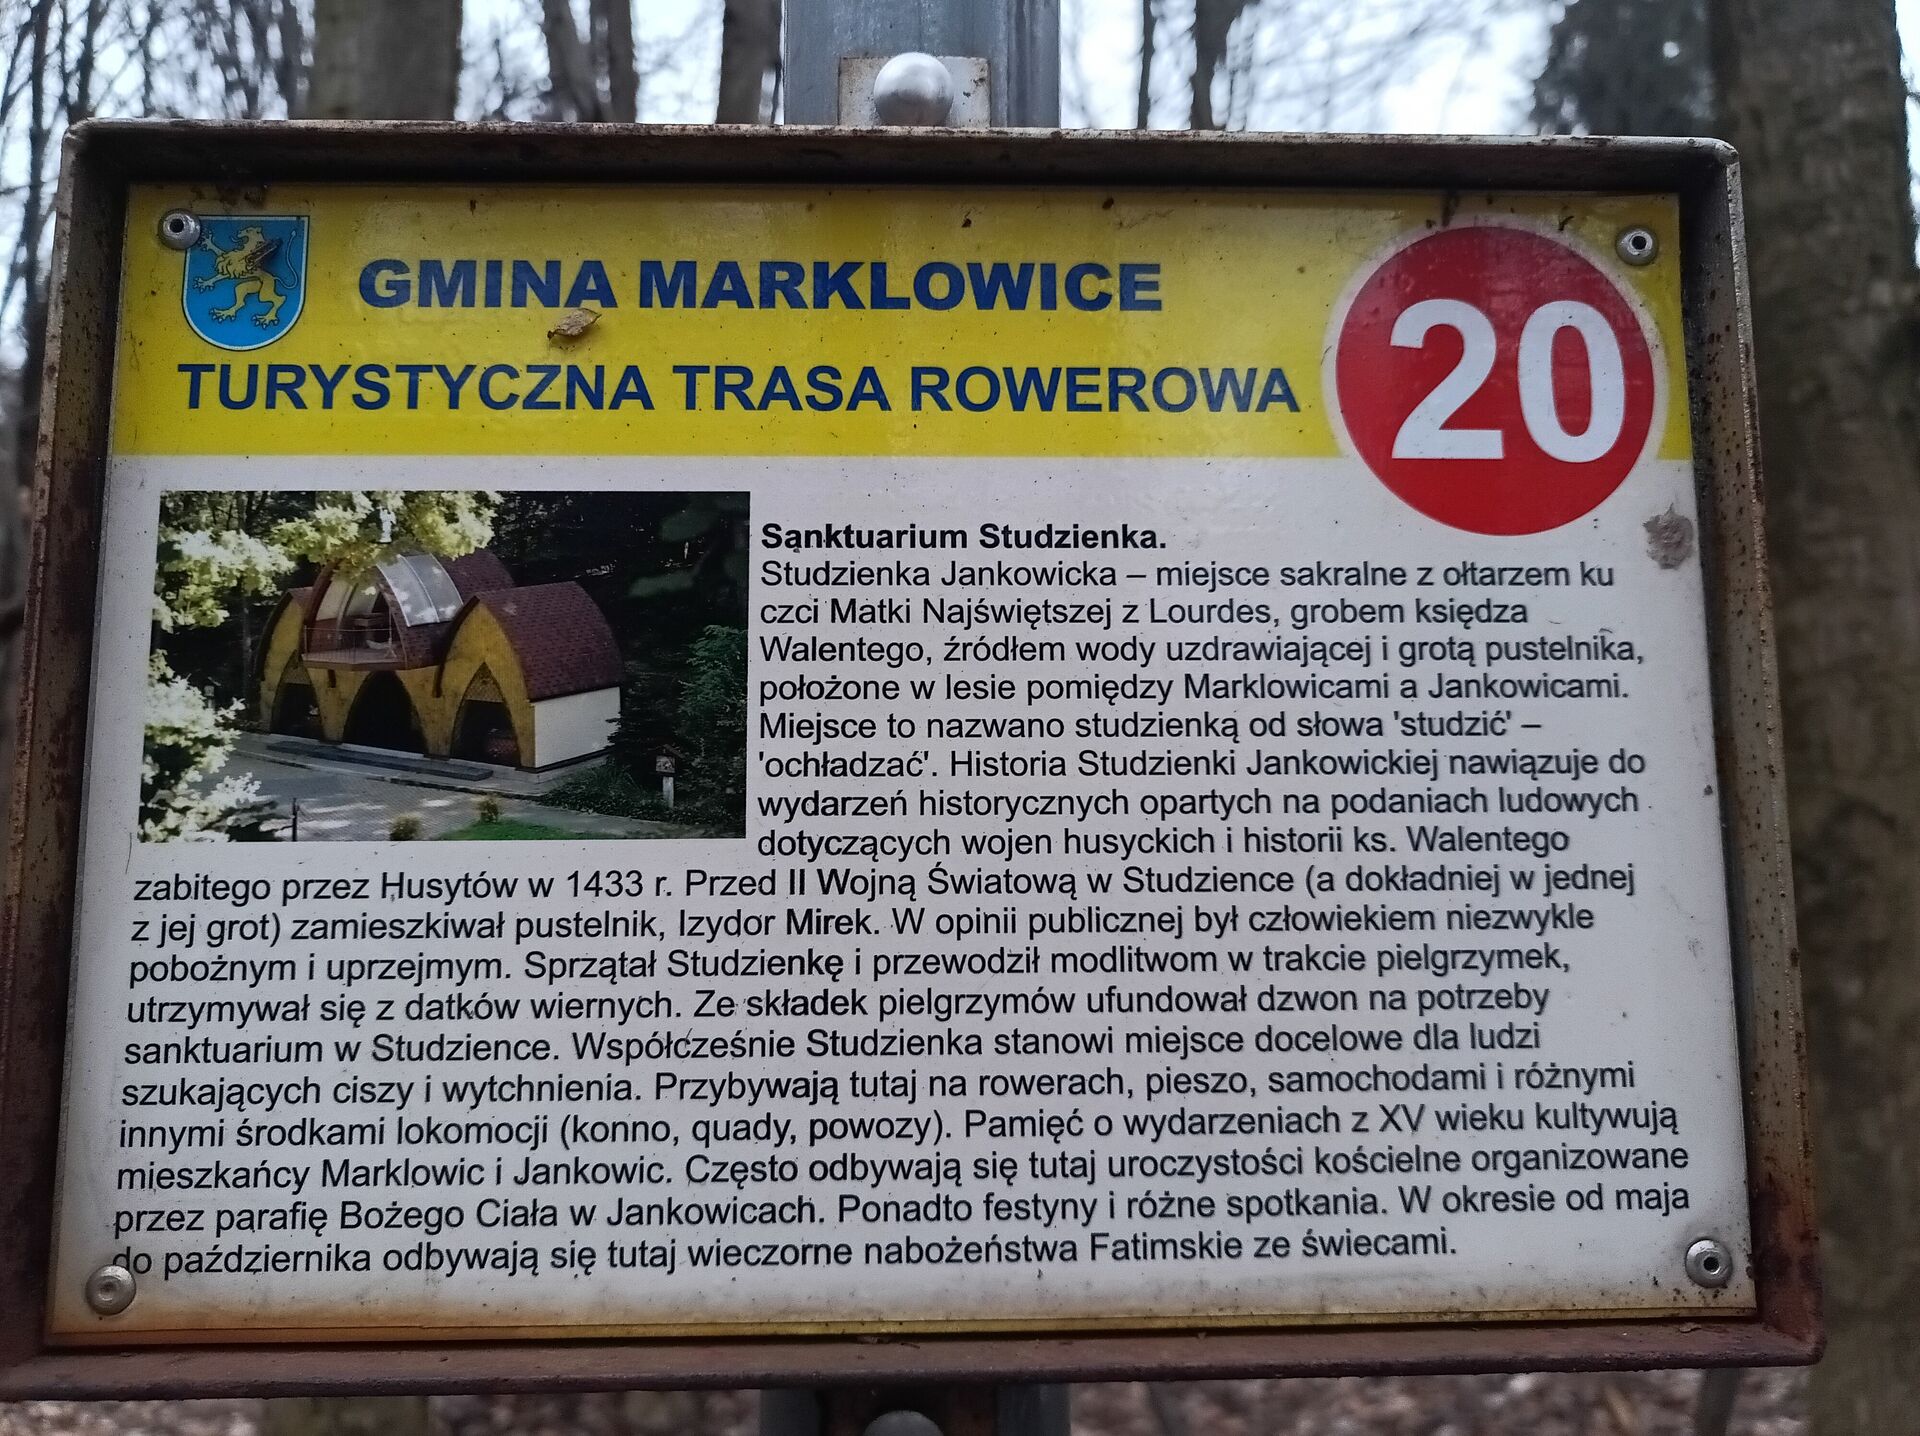 GMINA MARKLOWICE
TURYSTYCZNA TRASA ROWEROWA
20
Sanktuarium Studzienka.
Studzienka Jankowicka – miejsce sakralne z ołtarzem ku
czci Matki Najświętszej z Lourdes, grobem księdza
Walentego, źródłem wody uzdrawiającej i grotą pustelnika,
położone w lesie pomiędzy Marklowicami a Jankowicami.
Miejsce to nazwano studzienką od słowa 'studzić' –
'ochładzać'. Historia Studzienki Jankowickiej nawiązuje do
wydarzeń historycznych opartych na podaniach ludowych
dotyczących wojen husyckich i historii ks. Walentego
zabitego przez Husytów w 1433 r. Przed II Wojną Światową w Studzience (a dokładniej w jednej
z jej grot) zamieszkiwał pustelnik, Izydor Mirek. W opinii publicznej był człowiekiem niezwykle
pobożnym i uprzejmym. Sprzątał Studzienkę i przewodził modlitwom w trakcie pielgrzymek,
utrzymywał się z datków wiernych. Ze składek pielgrzymów ufundował dzwon na potrzeby
sanktuarium w Studzience. Współcześnie Studzienka stanowi miejsce docelowe dla ludzi
szukających ciszy i wytchnienia. Przybywają tutaj na rowerach, pieszo, samochodami i różnymi
innymi środkami lokomocji (konno, quady, powozy). Pamięć o wydarzeniach z XV wieku kultywują
mieszkańcy Marklowic i Jankowic. Często odbywają się tutaj uroczystości kościelne organizowane
przez parafię Bożego Ciała w Jankowicach. Ponadto festyny i różne spotkania. W okresie od maja
do października odbywają się tutaj wieczorne nabożeństwa Fatimskie ze świecami.